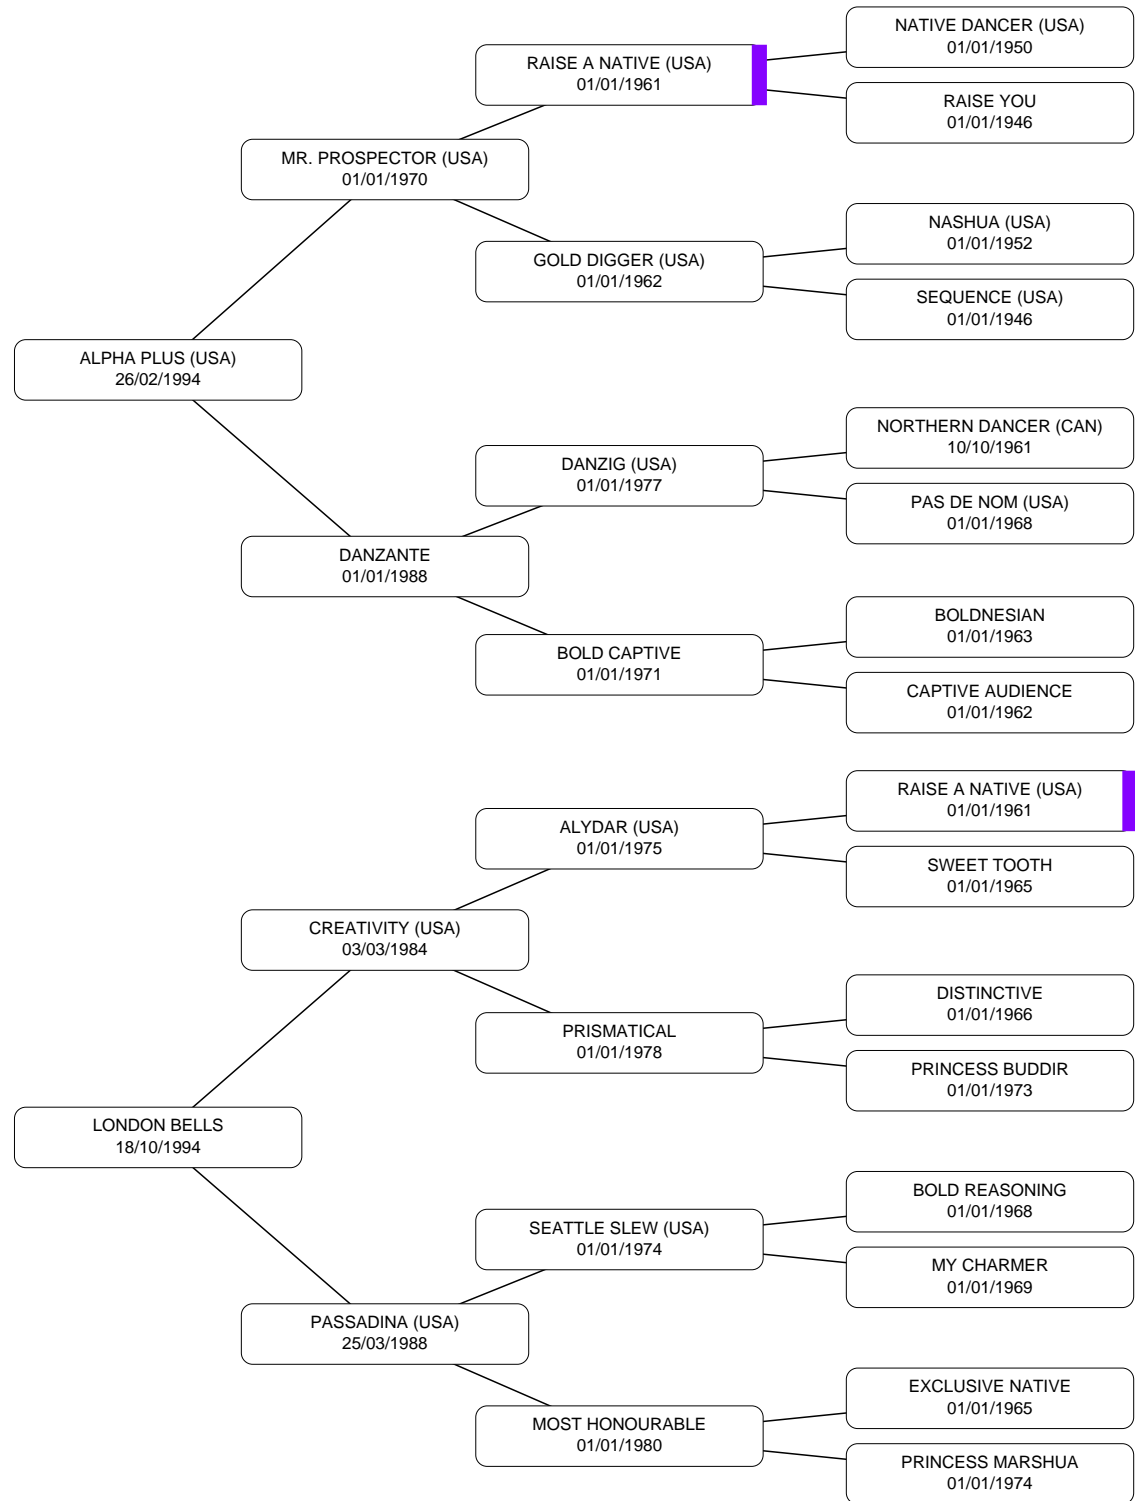 NATIVE DANCER (USA)
01/01/1950
RAISE A NATIVE (USA)
01/01/1961
RAISE YOU
01/01/1946
MR. PROSPECTOR (USA)
01/01/1970
NASHUA (USA)
01/01/1952
GOLD DIGGER (USA)
01/01/1962
SEQUENCE (USA)
01/01/1946
ALPHA PLUS (USA)
26/02/1994
NORTHERN DANCER (CAN)
10/10/1961
DANZIG (USA)
01/01/1977
PAS DE NOM (USA)
01/01/1968
DANZANTE
01/01/1988
BOLDNESIAN
01/01/1963
BOLD CAPTIVE
01/01/1971
CAPTIVE AUDIENCE
01/01/1962
RAISE A NATIVE (USA)
01/01/1961
ALYDAR (USA)
01/01/1975
SWEET TOOTH
01/01/1965
CREATIVITY (USA)
03/03/1984
DISTINCTIVE
01/01/1966
PRISMATICAL
01/01/1978
PRINCESS BUDDIR
01/01/1973
LONDON BELLS
18/10/1994
BOLD REASONING
01/01/1968
SEATTLE SLEW (USA)
01/01/1974
MY CHARMER
01/01/1969
PASSADINA (USA)
25/03/1988
EXCLUSIVE NATIVE
01/01/1965
MOST HONOURABLE
01/01/1980
PRINCESS MARSHUA
01/01/1974